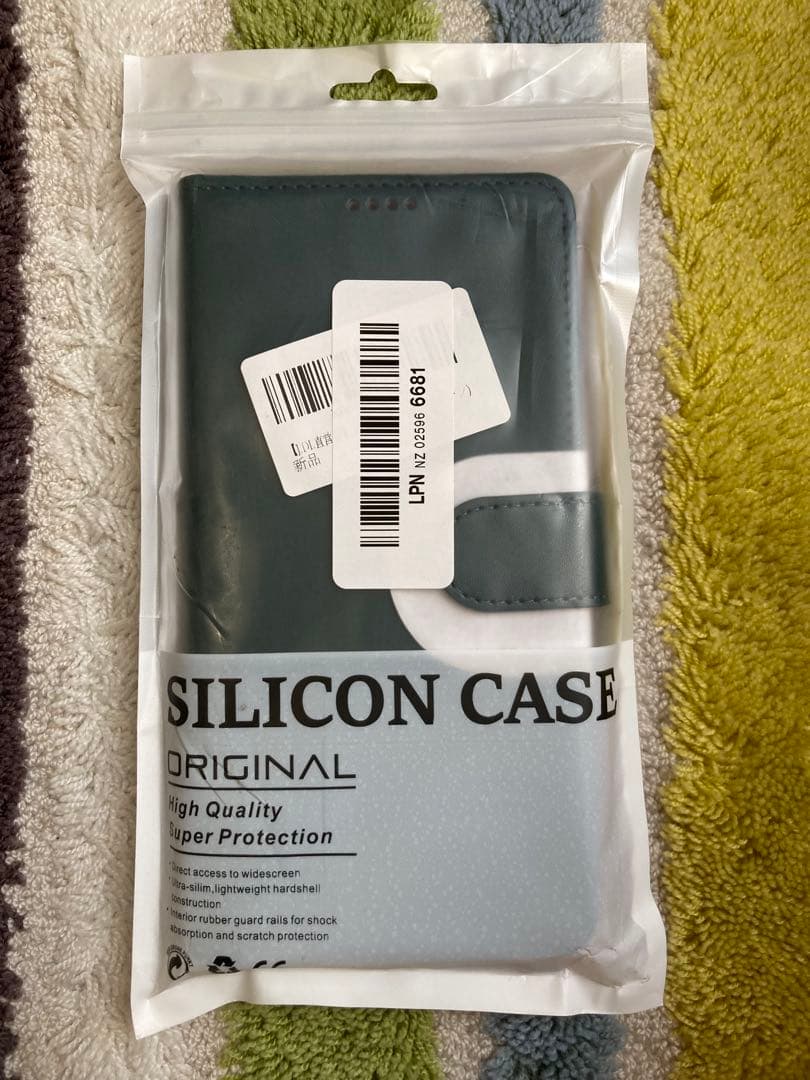 LPN NZ 02596 6681
新品
SILICON CASE
ORIGINAL
High Quality
Super Protection
* Direct access to widescreen
* Ultra-silim,lightweight hardshell
construction
* Interior rubber guard rails for shock
absorption and scratch protection